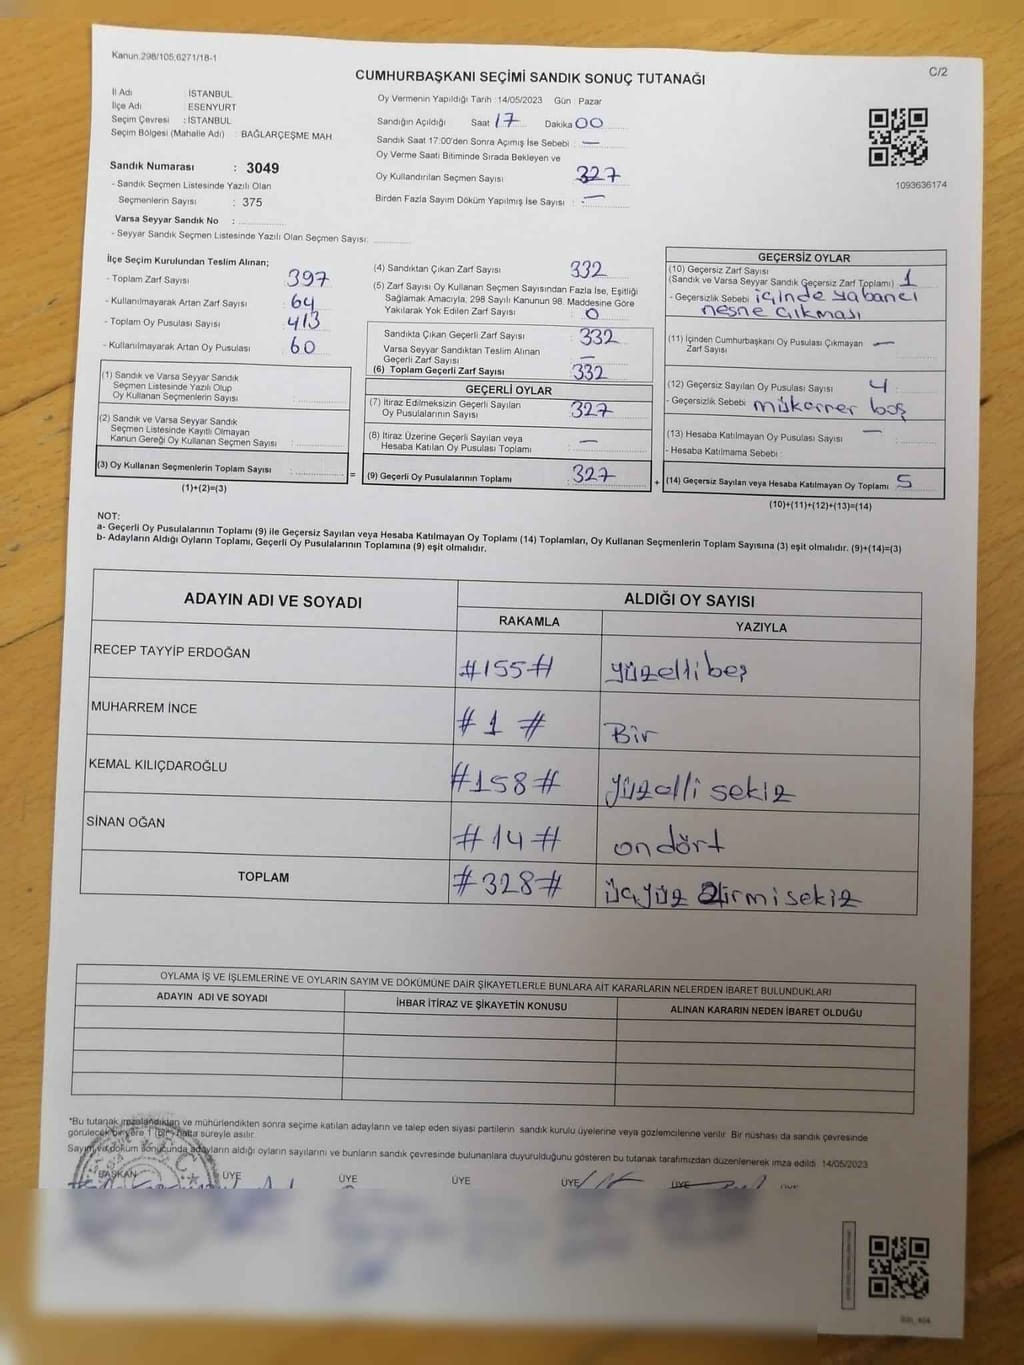 Kanun.298/105,6271/18-1
C/2
CUMHURBAŞKANI SEÇİMİ SANDIK SONUÇ TUTANAĞI
İl Adı : İSTANBUL
İlçe Adı : ESENYURT
Seçim Çevresi : İSTANBUL
Seçim Bölgesi (Mahalle Adı) : BAĞLARÇEŞME MAH.
Sandık Numarası : 3049
- Sandık Seçmen Listesinde Yazılı Olan
Seçmenlerin Sayısı : 375
Varsa Seyyar Sandık No :
- Seyyar Sandık Seçmen Listesinde Yazılı Olan Seçmen Sayısı:
Oy Vermenin Yapıldığı Tarih :14/05/2023 Gün : Pazar
Sandığın Açıldığı Saat 17 Dakika 00
Sandık Saat 17:00'den Sonra Açımış İse Sebebi : —
Oy Verme Saati Bitiminde Sırada Bekleyen ve
Oy Kullandırılan Seçmen Sayısı 327
Birden Fazla Sayım Döküm Yapılmış İse Sayısı : —
1093636174
İlçe Seçim Kurulundan Teslim Alınan;
- Toplam Zarf Sayısı 397
- Kullanılmayarak Artan Zarf Sayısı 64
- Toplam Oy Pusulası Sayısı 413
- Kullanılmayarak Artan Oy Pusulası 60
(1) Sandık ve Varsa Seyyar Sandık
Seçmen Listesinde Yazılı Olup
Oy Kullanan Seçmenlerin Sayısı :
(2) Sandık ve Varsa Seyyar Sandık
Seçmen Listesinde Kayıtlı Olmayan
Kanun Gereği Oy Kullanan Seçmen Sayısı :
(3) Oy Kullanan Seçmenlerin Toplam Sayısı :
(1)+(2)=(3)
(4) Sandıktan Çıkan Zarf Sayısı 332
(5) Zarf Sayısı Oy Kullanan Seçmen Sayısından Fazla İse, Eşitliği
Sağlamak Amacıyla, 298 Sayılı Kanunun 98. Maddesine Göre
Yakılarak Yok Edilen Zarf Sayısı : 0
Sandıkta Çıkan Geçerli Zarf Sayısı : 332
Varsa Seyyar Sandıktan Teslim Alınan
Geçerli Zarf Sayısı : —
(6) Toplam Geçerli Zarf Sayısı : 332
=
GEÇERLİ OYLAR
(7) İtiraz Edilmeksizin Geçerli Sayılan
Oy Pusulalarının Sayısı : 327
(8) İtiraz Üzerine Geçerli Sayılan veya
Hesaba Katılan Oy Pusulası Toplamı : —
(9) Geçerli Oy Pusulalarının Toplamı : 327
+
GEÇERSİZ OYLAR
(10) Geçersiz Zarf Sayısı
(Sandık ve Varsa Seyyar Sandık Geçersiz Zarf Toplamı) 1
- Geçersizlik Sebebi : içinde yabancı
nesne çıkması
(11) İçinden Cumhurbaşkanı Oy Pusulası Çıkmayan —
Zarf Sayısı
(12) Geçersiz Sayılan Oy Pusulası Sayısı : 4
- Geçersizlik Sebebi mükerrer boş
(13) Hesaba Katılmayan Oy Pusulası Sayısı : —
- Hesaba Katılmama Sebebi :
(14) Geçersiz Sayılan veya Hesaba Katılmayan Oy Toplamı : 5
(10)+(11)+(12)+(13)=(14)
NOT:
a- Geçerli Oy Pusulalarının Toplamı (9) ile Geçersiz Sayılan veya Hesaba Katılmayan Oy Toplamı (14) Toplamları, Oy Kullanan Seçmenlerin Toplam Sayısına (3) eşit olmalıdır. (9)+(14)=(3)
b- Adayların Aldığı Oyların Toplamı, Geçerli Oy Pusulalarının Toplamına (9) eşit olmalıdır.
ADAYIN ADI VE SOYADI
ALDIĞI OY SAYISI
RAKAMLA YAZIYLA
RECEP TAYYİP ERDOĞAN #155# yüzellibeş
MUHARREM İNCE #1# Bir
KEMAL KILIÇDAROĞLU #158# yüzelli sekiz
SİNAN OĞAN #14# ondört
TOPLAM #328# üçyüz yirmisekiz
OYLAMA İŞ VE İŞLEMLERİNE VE OYLARIN SAYIM VE DÖKÜMÜNE DAİR ŞİKAYETLERLE BUNLARA AİT KARARLARIN NELERDEN İBARET BULUNDUKLARI
ADAYIN ADI VE SOYADI İHBAR İTİRAZ VE ŞİKAYETİN KONUSU ALINAN KARARIN NEDEN İBARET OLDUĞU
*Bu tutanak imzalandıktan ve mühürlendikten sonra seçime katılan adayların ve talep eden siyasi partilerin sandık kurulu üyelerine veya gözlemcilerine verilir. Bir nüshası da sandık çevresinde
görülecek bir yere 1 (Bir) hafta süreyle asılır.
Sayım ve döküm sonucunda adayların aldığı oyların sayılarını ve bunların sandık çevresinde bulunanlara duyurulduğunu gösteren bu tutanak tarafımızdan düzenlenerek imza edildi. 14/05/2023
BAŞKAN ÜYE ÜYE ÜYE ÜYE ÜYE ÜYE